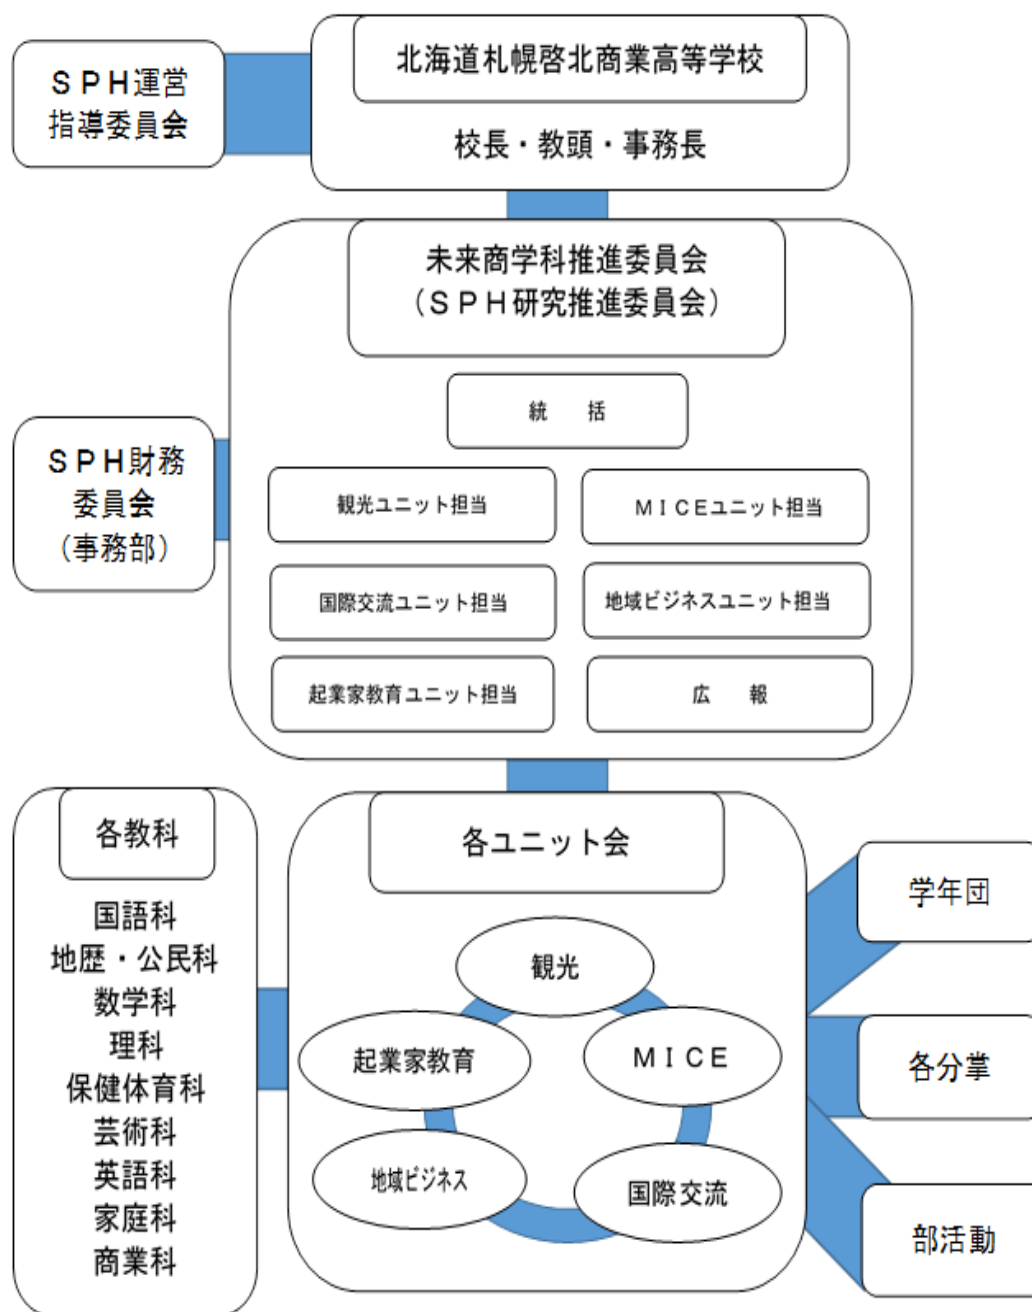 ＳＰＨ運営
指導委員会
北海道札幌啓北商業高等学校
校長・教頭・事務長
未来商学科推進委員会
（ＳＰＨ研究推進委員会）
統　　括
ＳＰＨ財務
委員会
（事務部）
観光ユニット担当
ＭＩＣＥユニット担当
国際交流ユニット担当
地域ビジネスユニット担当
起業家教育ユニット担当
広　　報
各教科
国語科
地歴・公民科
数学科
理科
保健体育科
芸術科
英語科
家庭科
商業科
各ユニット会
観光
起業家教育
ＭＩＣＥ
地域ビジネス
国際交流
学年団
各分掌
部活動